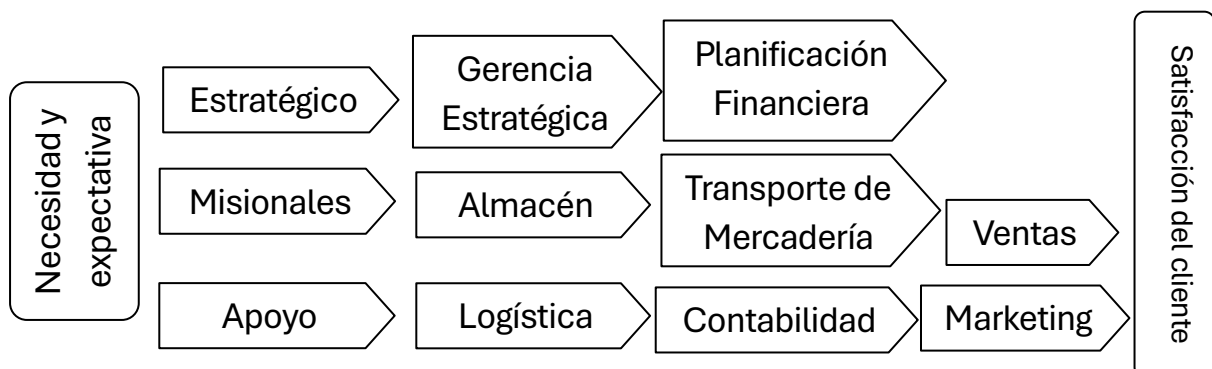 Necesidad y
expectativa
Estratégico
Gerencia
Estratégica
Planificación
Financiera
Misionales
Almacén
Transporte de
Mercadería
Ventas
Apoyo
Logística
Contabilidad
Marketing
Satisfacción del cliente